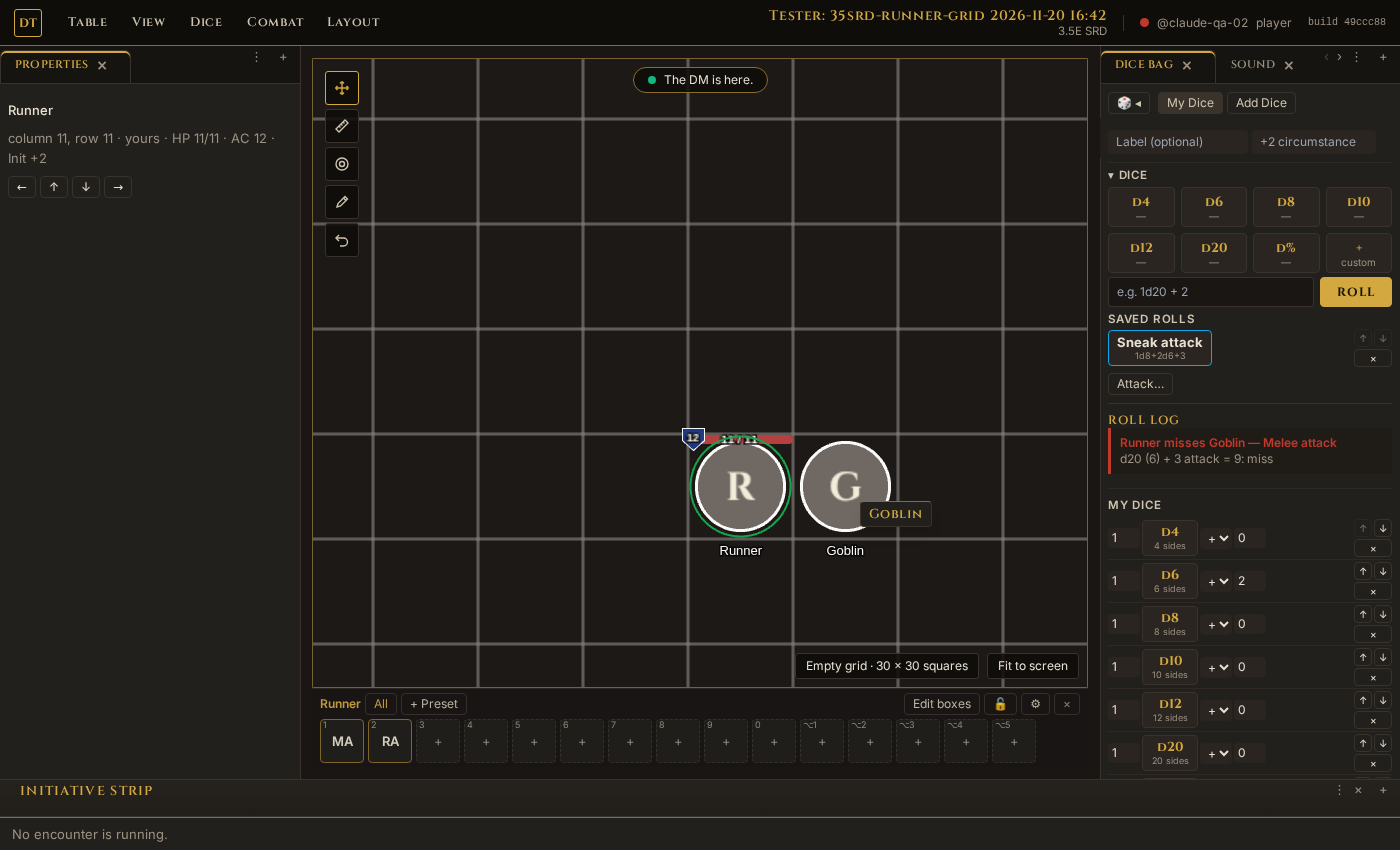 DT
TABLE
VIEW
DICE
COMBAT
LAYOUT
TESTER: 35SRD-RUNNER-GRID 2026-11-20 16:42
3.5E SRD
@claude-qa-02 player
build 49ccc88
PROPERTIES ×
Runner
column 11, row 11 · yours · HP 11/11 · AC 12 ·
Init +2
← ↑ ↓ →
The DM is here.
12
11 / 11
R
G
GOBLIN
Runner
Goblin
Empty grid · 30 × 30 squares
Fit to screen
Runner All + Preset
Edit boxes
1 2 3 4 5 6 7 8 9 0 ⌥1 ⌥2 ⌥3 ⌥4 ⌥5
MA RA + + + + + + + + + + + + +
DICE BAG ×
SOUND ×
My Dice
Add Dice
Label (optional)
+2 circumstance
▾ DICE
D4 D6 D8 D10
— — — —
D12 D20 D% +
— — — custom
e.g. 1d20 + 2
ROLL
SAVED ROLLS
Sneak attack
1d8+2d6+3
Attack...
ROLL LOG
Runner misses Goblin — Melee attack
d20 (6) + 3 attack = 9: miss
MY DICE
1 D4 + 0
4 sides
1 D6 + 2
6 sides
1 D8 + 0
8 sides
1 D10 + 0
10 sides
1 D12 + 0
12 sides
1 D20 + 0
20 sides
INITIATIVE STRIP
No encounter is running.